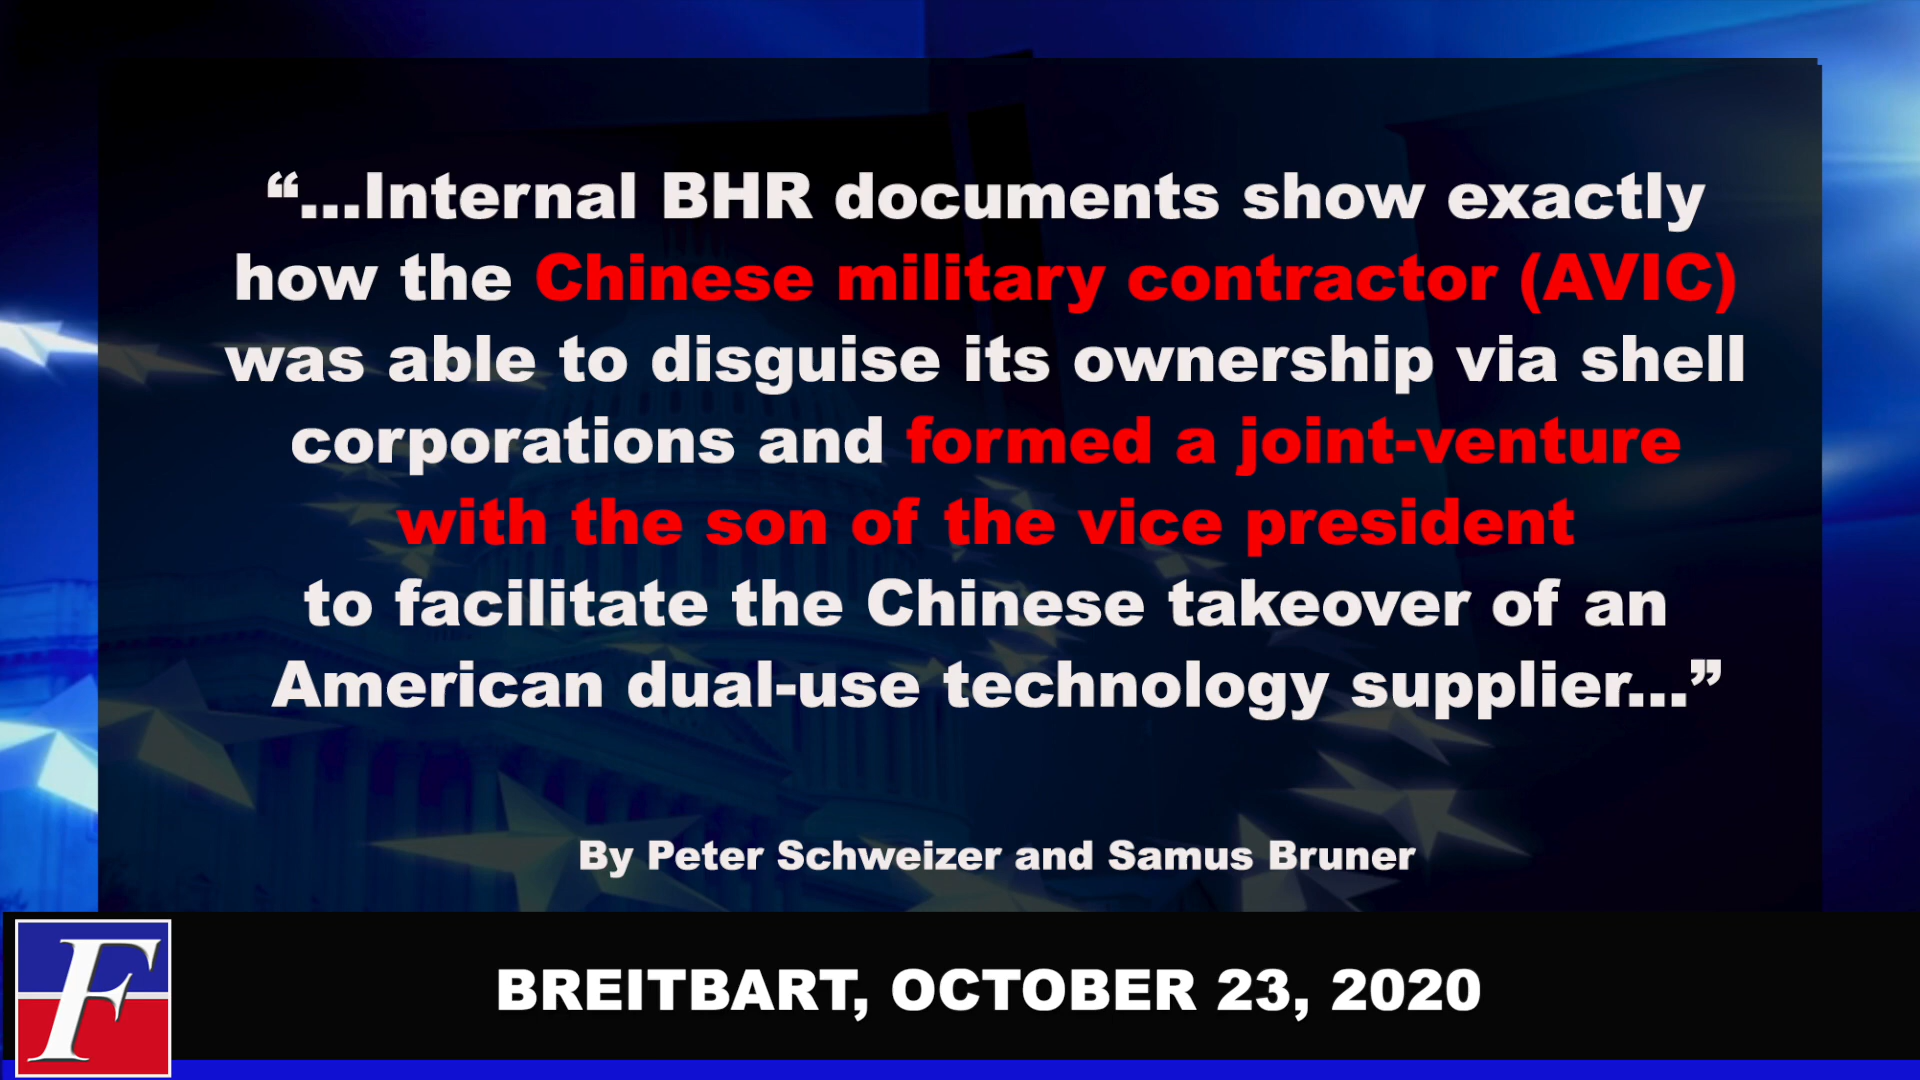 “...Internal BHR documents show exactly
how the Chinese military contractor (AVIC)
was able to disguise its ownership via shell
corporations and formed a joint-venture
with the son of the vice president
to facilitate the Chinese takeover of an
American dual-use technology supplier...”
By Peter Schweizer and Samus Bruner
BREITBART, OCTOBER 23, 2020
F